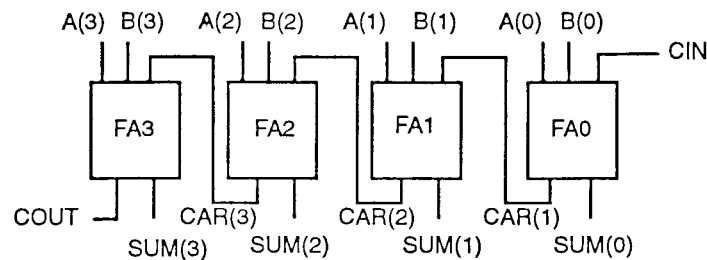 A(3) B(3) A(2) B(2) A(1) B(1) A(0) B(0)
CIN
FA3 FA2 FA1 FA0
COUT CAR(3) CAR(2) CAR(1)
SUM(3) SUM(2) SUM(1) SUM(0)